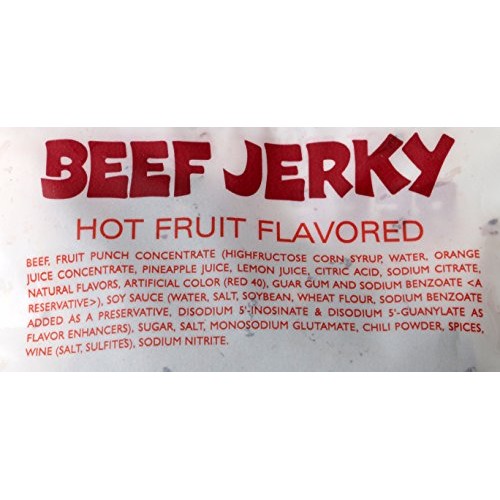 BEEF JERKY
HOT FRUIT FLAVORED
BEEF, FRUIT PUNCH CONCENTRATE (HIGHFRUCTOSE CORN SYRUP, WATER, ORANGE
JUICE CONCENTRATE, PINEAPPLE JUICE, LEMON JUICE, CITRIC ACID, SODIUM CITRATE,
NATURAL FLAVORS, ARTIFICIAL COLOR (RED 40), GUAR GUM AND SODIUM BENZOATE <A
RESERVATIVE>), SOY SAUCE (WATER, SALT, SOYBEAN, WHEAT FLOUR, SODIUM BENZOATE
ADDED AS A PRESERVATIVE, DISODIUM 5'-INOSINATE & DISODIUM 5'-GUANYLATE AS
FLAVOR ENHANCERS), SUGAR, SALT, MONOSODIUM GLUTAMATE, CHILI POWDER, SPICES,
WINE (SALT, SULFITES), SODIUM NITRITE.